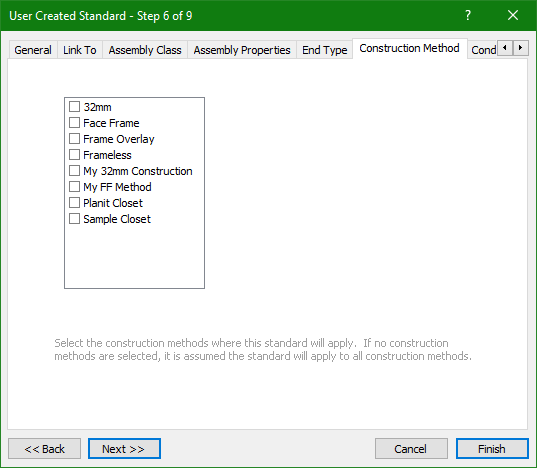 User Created Standard - Step 6 of 9
?
General Link To Assembly Class Assembly Properties End Type Construction Method Cond
32mm
Face Frame
Frame Overlay
Frameless
My 32mm Construction
My FF Method
Planit Closet
Sample Closet
Select the construction methods where this standard will apply.  If no construction
methods are selected, it is assumed the standard will apply to all construction methods.
<< Back Next >> Cancel Finish